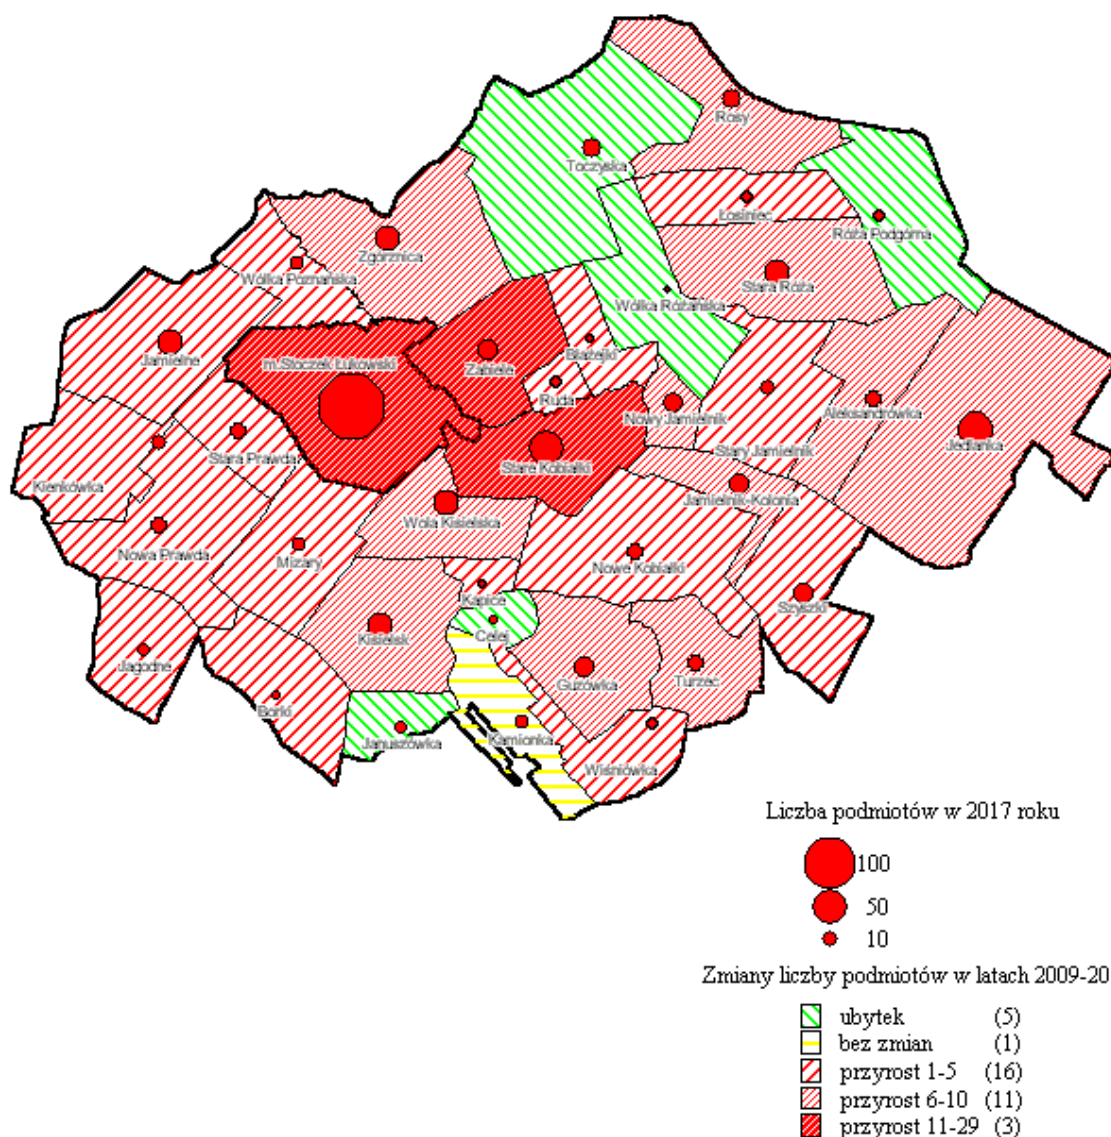 Rosy
Toczyska
Łosiniec
Róża Podgórna
Zgórznica
Wólka Poznańska
Stara Róża
Wólka Różańska
Jamielne
m.Stoczek Łukowski
Zabiele
Błażejki
Ruda
Nowy Jamielnik
Aleksandrówka
Stara Prawda
Stary Jamielnik
Jedlanka
Stare Kobiałki
Kienkówka
Jamielnik-Kolonia
Wola Kisielska
Nowa Prawda
Mizary
Nowe Kobiałki
Kapice
Szyszki
Kisielsk
Celej
Jagodne
Guzówka
Turzec
Borki
Januszówka
Kamionka
Wiśniówka
Liczba podmiotów w 2017 roku
100
50
10
Zmiany liczby podmiotów w latach 2009-20
ubytek (5)
bez zmian (1)
przyrost 1-5 (16)
przyrost 6-10 (11)
przyrost 11-29 (3)